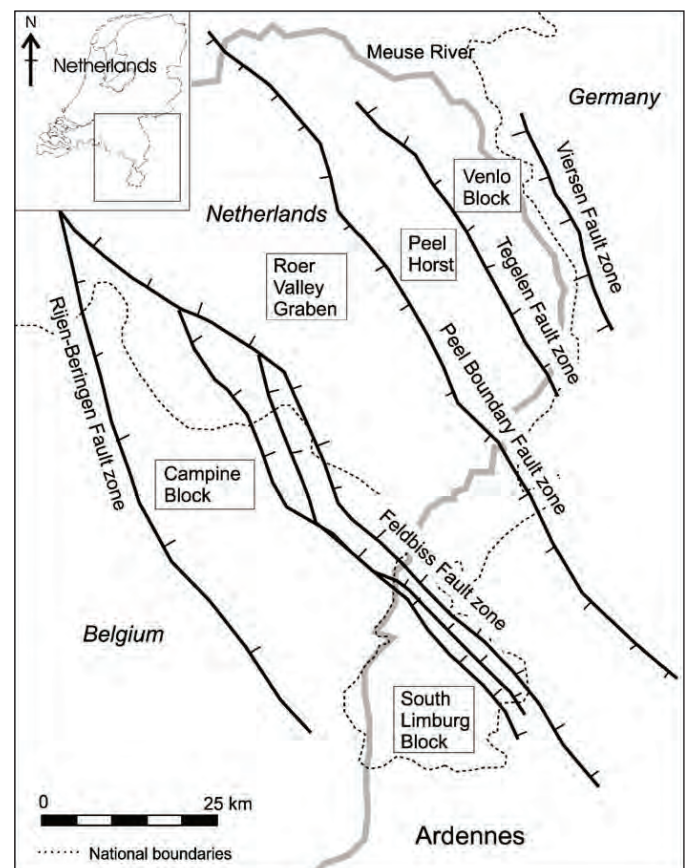 N
Netherlands
Meuse River
Germany
Viersen Fault zone
Venlo
Block
Netherlands
Peel
Horst
Tegelen Fault zone
Roer
Valley
Graben
Rijen-Beringen Fault zone
Peel Boundary Fault zone
Campine
Block
Feldbiss Fault zone
Belgium
South
Limburg
Block
0 25 km
Ardennes
National boundaries